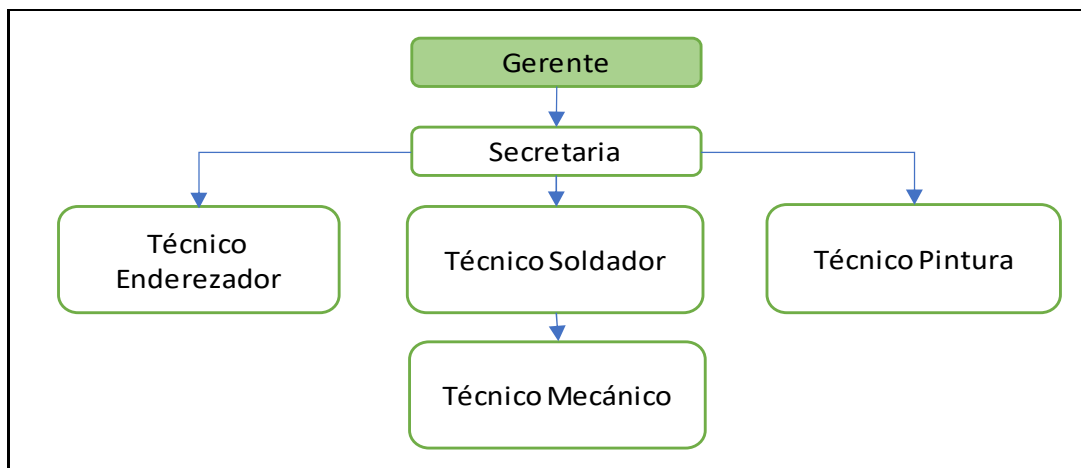 Gerente
Secretaria
Técnico
Enderezador
Técnico Soldador
Técnico Pintura
Técnico Mecánico